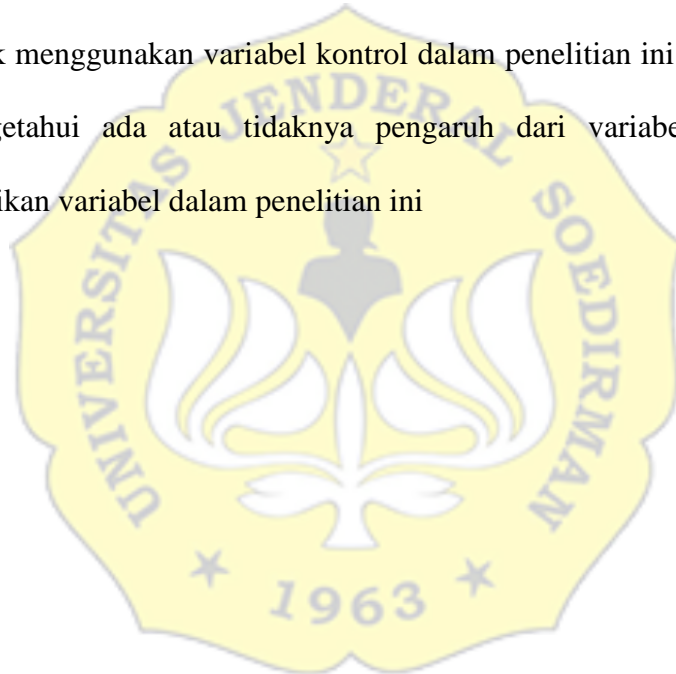 k menggunakan variabel kontrol dalam penelitian ini
getahui ada atau tidaknya pengaruh dari variabe
ikan variabel dalam penelitian ini
UNIVERSITAS JENDERAL SOEDIRMAN
1963